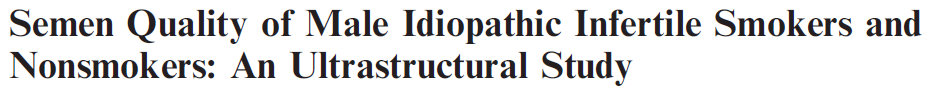 Semen Quality of Male Idiopathic Infertile Smokers and
Nonsmokers: An Ultrastructural Study